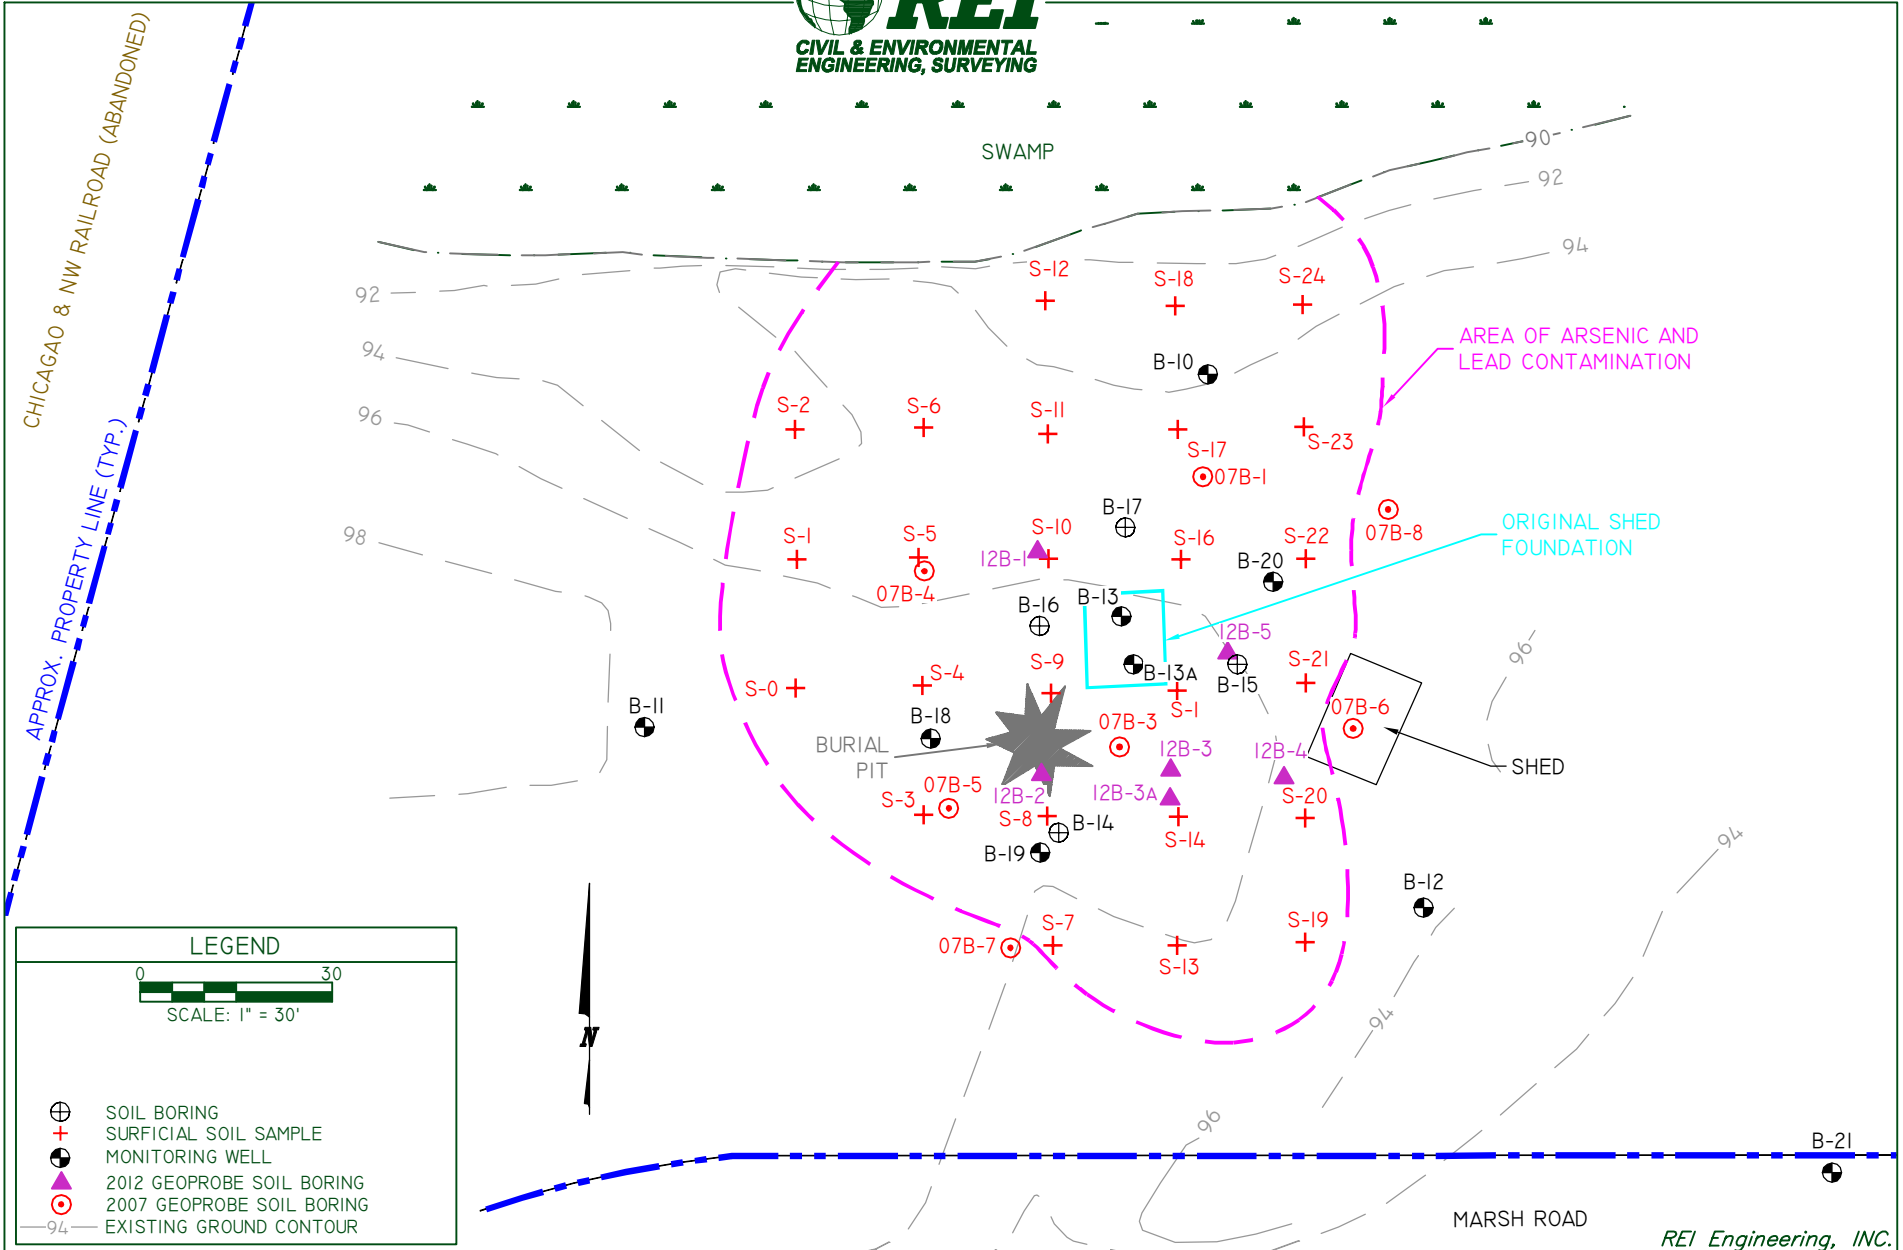 REI
CIVIL & ENVIRONMENTAL
ENGINEERING, SURVEYING
CHICAGAO & NW RAILROAD (ABANDONED)
APPROX. PROPERTY LINE (TYP.)
SWAMP
90
92
94
92
94
96
98
S-12
S-18
S-24
AREA OF ARSENIC AND
LEAD CONTAMINATION
B-10
S-2
S-6
S-11
S-17
S-23
07B-1
B-17
07B-8
ORIGINAL SHED
FOUNDATION
S-1
S-5
S-10
S-16
S-22
12B-1
B-20
07B-4
B-16
B-13
12B-5
96
S-0
S-4
S-9
B-13A
B-15
S-21
S-1
B-11
B-18
07B-3
07B-6
BURIAL
PIT
12B-3
12B-4
SHED
07B-5
S-3
12B-2
12B-3A
S-20
S-8
B-14
S-14
94
B-19
B-12
S-7
S-19
07B-7
S-13
94
96
B-21
MARSH ROAD
LEGEND
0 30
SCALE: 1" = 30'
N
SOIL BORING
SURFICIAL SOIL SAMPLE
MONITORING WELL
2012 GEOPROBE SOIL BORING
2007 GEOPROBE SOIL BORING
94 EXISTING GROUND CONTOUR
REI Engineering, INC.